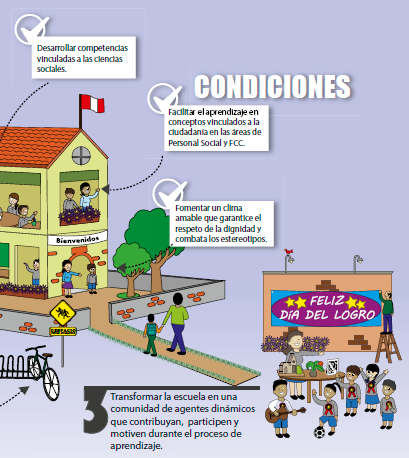 Desarrollar competencias
vinculadas a las ciencias
sociales.
CONDICIONES
Facilitar el aprendizaje en
conceptos vinculados a la
ciudadanía en las áreas de
Personal Social y FCC.
Fomentar un clima
amable que garantice el
respeto de la dignidad y
combata los estereotipos.
Bienvenidos
FELIZ
DÍA DEL LOGRO
3
Transformar la escuela en una
comunidad de agentes dinámicos
que contribuyan, participen y
motiven durante el proceso de
aprendizaje.